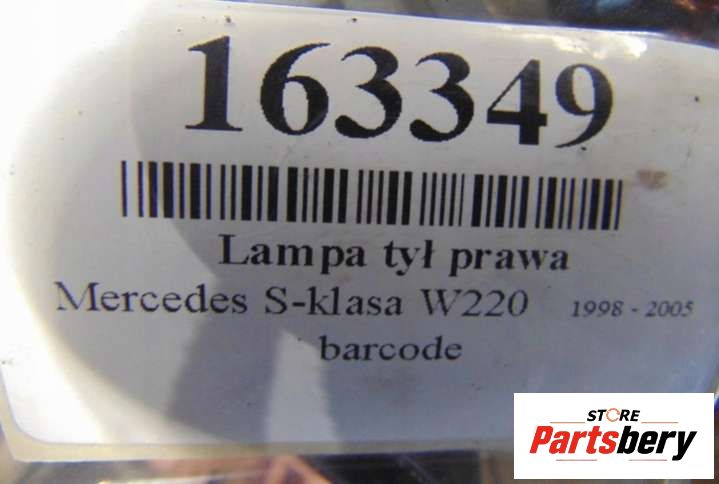 163349
Lampa tył prawa
Mercedes S-klasa W220 1998 - 2005
barcode
STORE
Partsbery